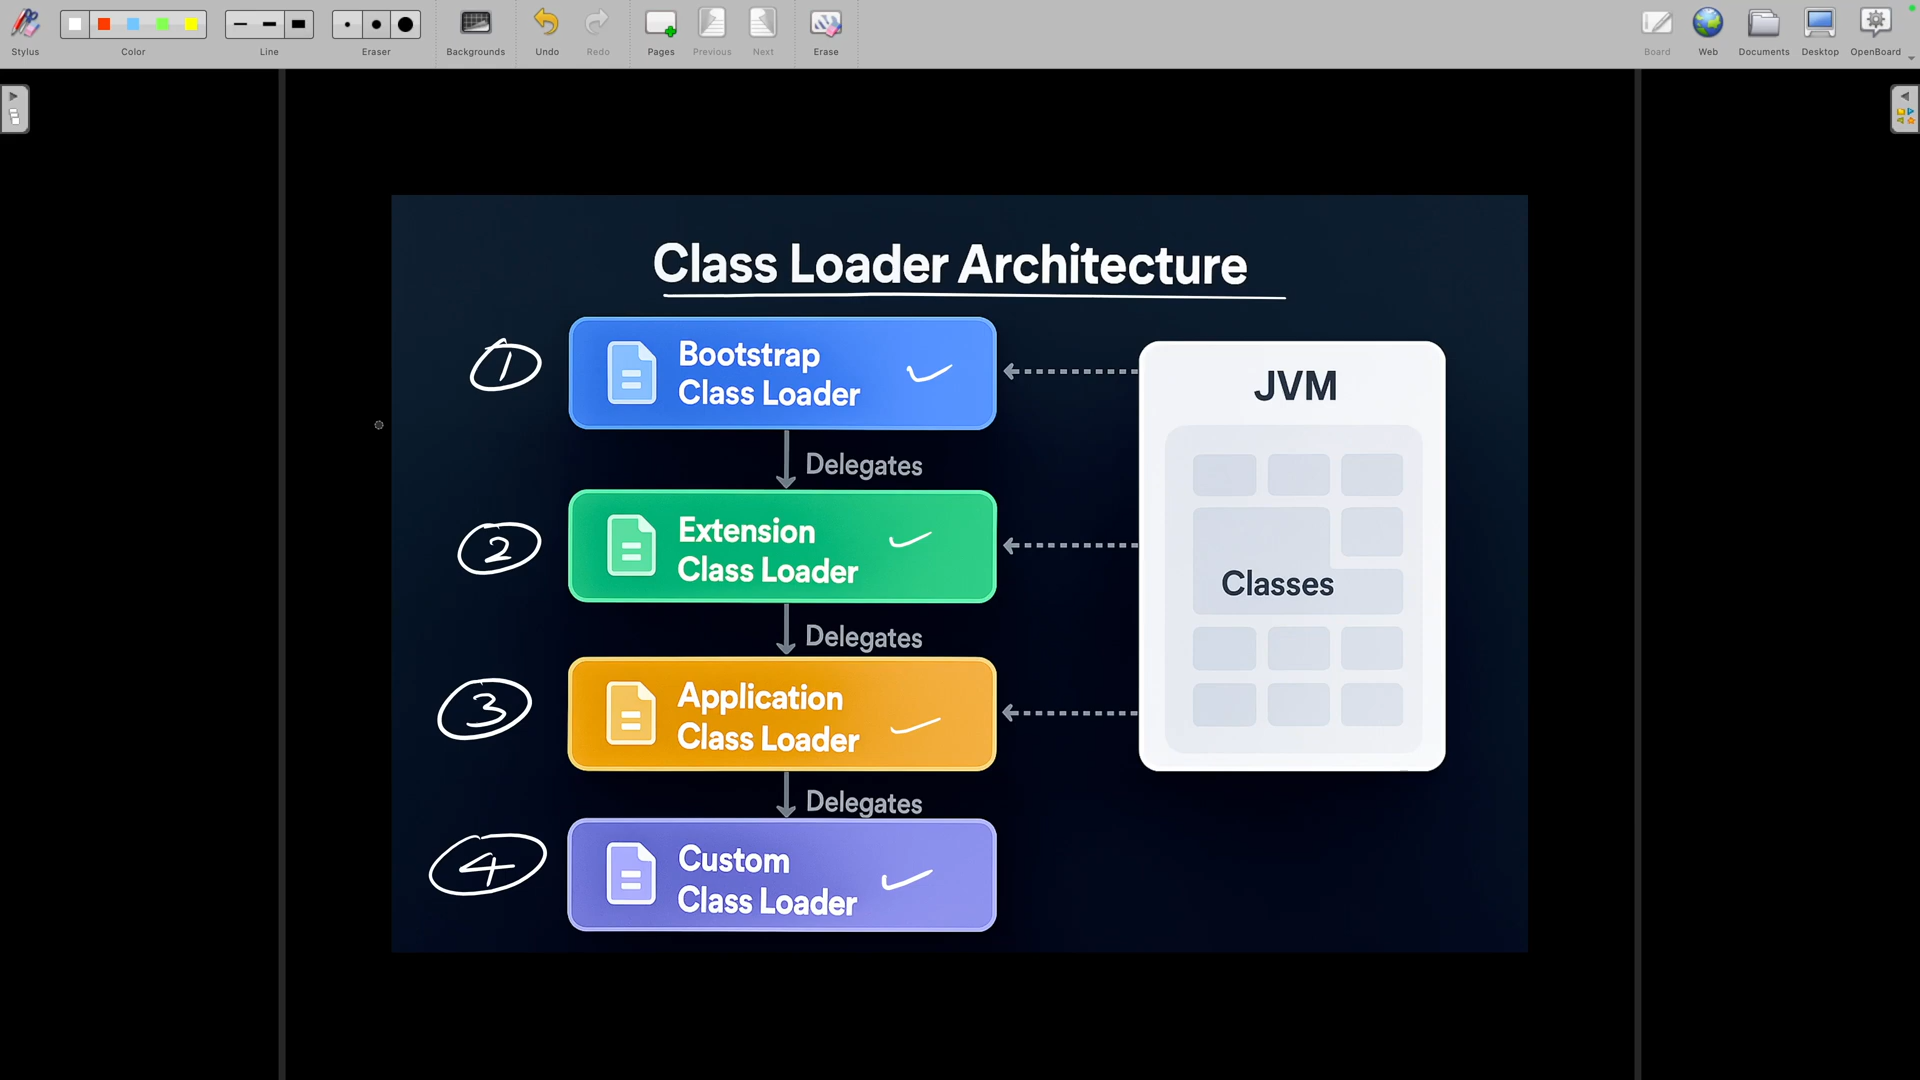 Stylus
Color
Line
Eraser
Backgrounds
Undo
Redo
Pages
Previous
Next
Erase
Board
Web
Documents
Desktop
OpenBoard
Class Loader Architecture
1
Bootstrap
Class Loader
Delegates
2
Extension
Class Loader
Delegates
3
Application
Class Loader
Delegates
4
Custom
Class Loader
JVM
Classes